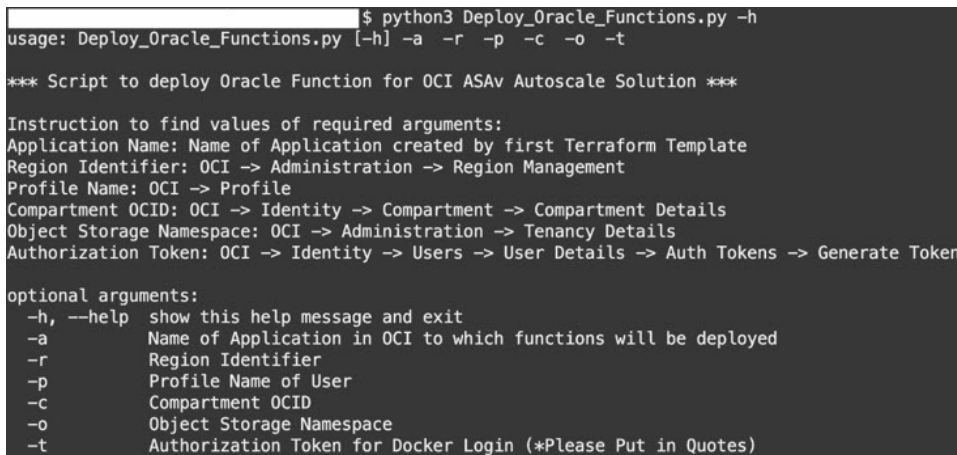 $ python3 Deploy_Oracle_Functions.py -h
usage: Deploy_Oracle_Functions.py [-h] -a -r -p -c -o -t
*** Script to deploy Oracle Function for OCI ASAv Autoscale Solution ***
Instruction to find values of required arguments:
Application Name: Name of Application created by first Terraform Template
Region Identifier: OCI -> Administration -> Region Management
Profile Name: OCI -> Profile
Compartment OCID: OCI -> Identity -> Compartment -> Compartment Details
Object Storage Namespace: OCI -> Administration -> Tenancy Details
Authorization Token: OCI -> Identity -> Users -> User Details -> Auth Tokens -> Generate Token
optional arguments:
-h, --help show this help message and exit
-a Name of Application in OCI to which functions will be deployed
-r Region Identifier
-p Profile Name of User
-c Compartment OCID
-o Object Storage Namespace
-t Authorization Token for Docker Login (*Please Put in Quotes)